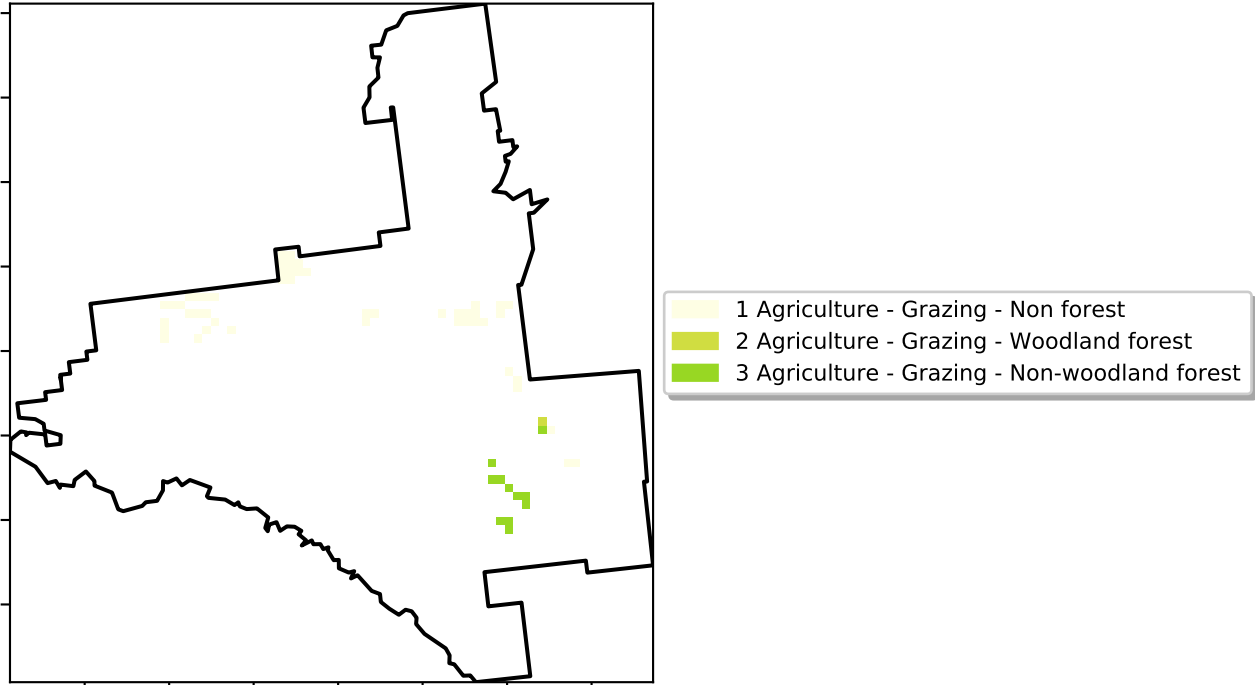 1 Agriculture - Grazing - Non forest
2 Agriculture - Grazing - Woodland forest
3 Agriculture - Grazing - Non-woodland forest